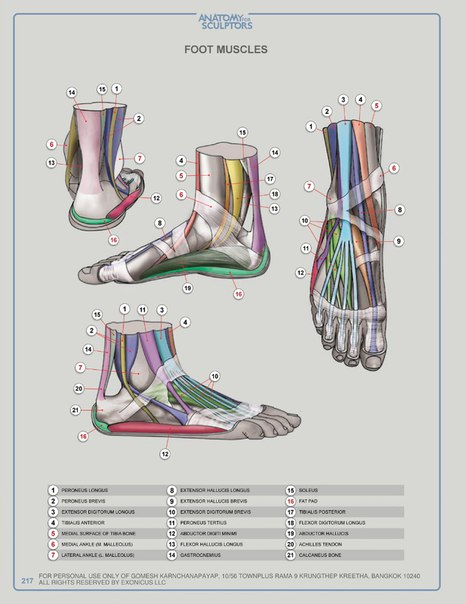 ANATOMY FOR
SCULPTORS
FOOT MUSCLES
14 15 1
2
6
13
7
12
16
15
4 14
5
17
6
18
13
8
19
16
3 4
2 5
1
6
7
8
10
9
11
12
1 11 3
15 4
2
14
7
10
20
21
16
12
1 PERONEUS LONGUS
2 PERONEUS BREVIS
3 EXTENSOR DIGITORUM LONGUS
4 TIBIALIS ANTERIOR
5 MEDIAL SURFACE OF TIBIA BONE
6 MEDIAL ANKLE (M. MALLEOLUS)
7 LATERAL ANKLE (L. MALLEOLUS)
8 EXTENSOR HALLUCIS LONGUS
9 EXTENSOR HALLUCIS BREVIS
10 EXTENSOR DIGITORUM BREVIS
11 PERONEUS TERTIUS
12 ABDUCTOR DIGITI MINIMI
13 FLEXOR HALLUCIS LONGUS
14 GASTROCNEMIUS
15 SOLEUS
16 FAT PAD
17 TIBIALIS POSTERIOR
18 FLEXOR DIGITORUM LONGUS
19 ABDUCTOR HALLUCIS
20 ACHILLES TENDON
21 CALCANEUS BONE
217 FOR PERSONAL USE ONLY OF GOMESH KARNCHANAPAYAP, 10/56 TOWNPLUS RAMA 9 KRUNGTHEP KREETHA, BANGKOK 10240
ALL RIGHTS RESERVED BY EXONICUS LLC